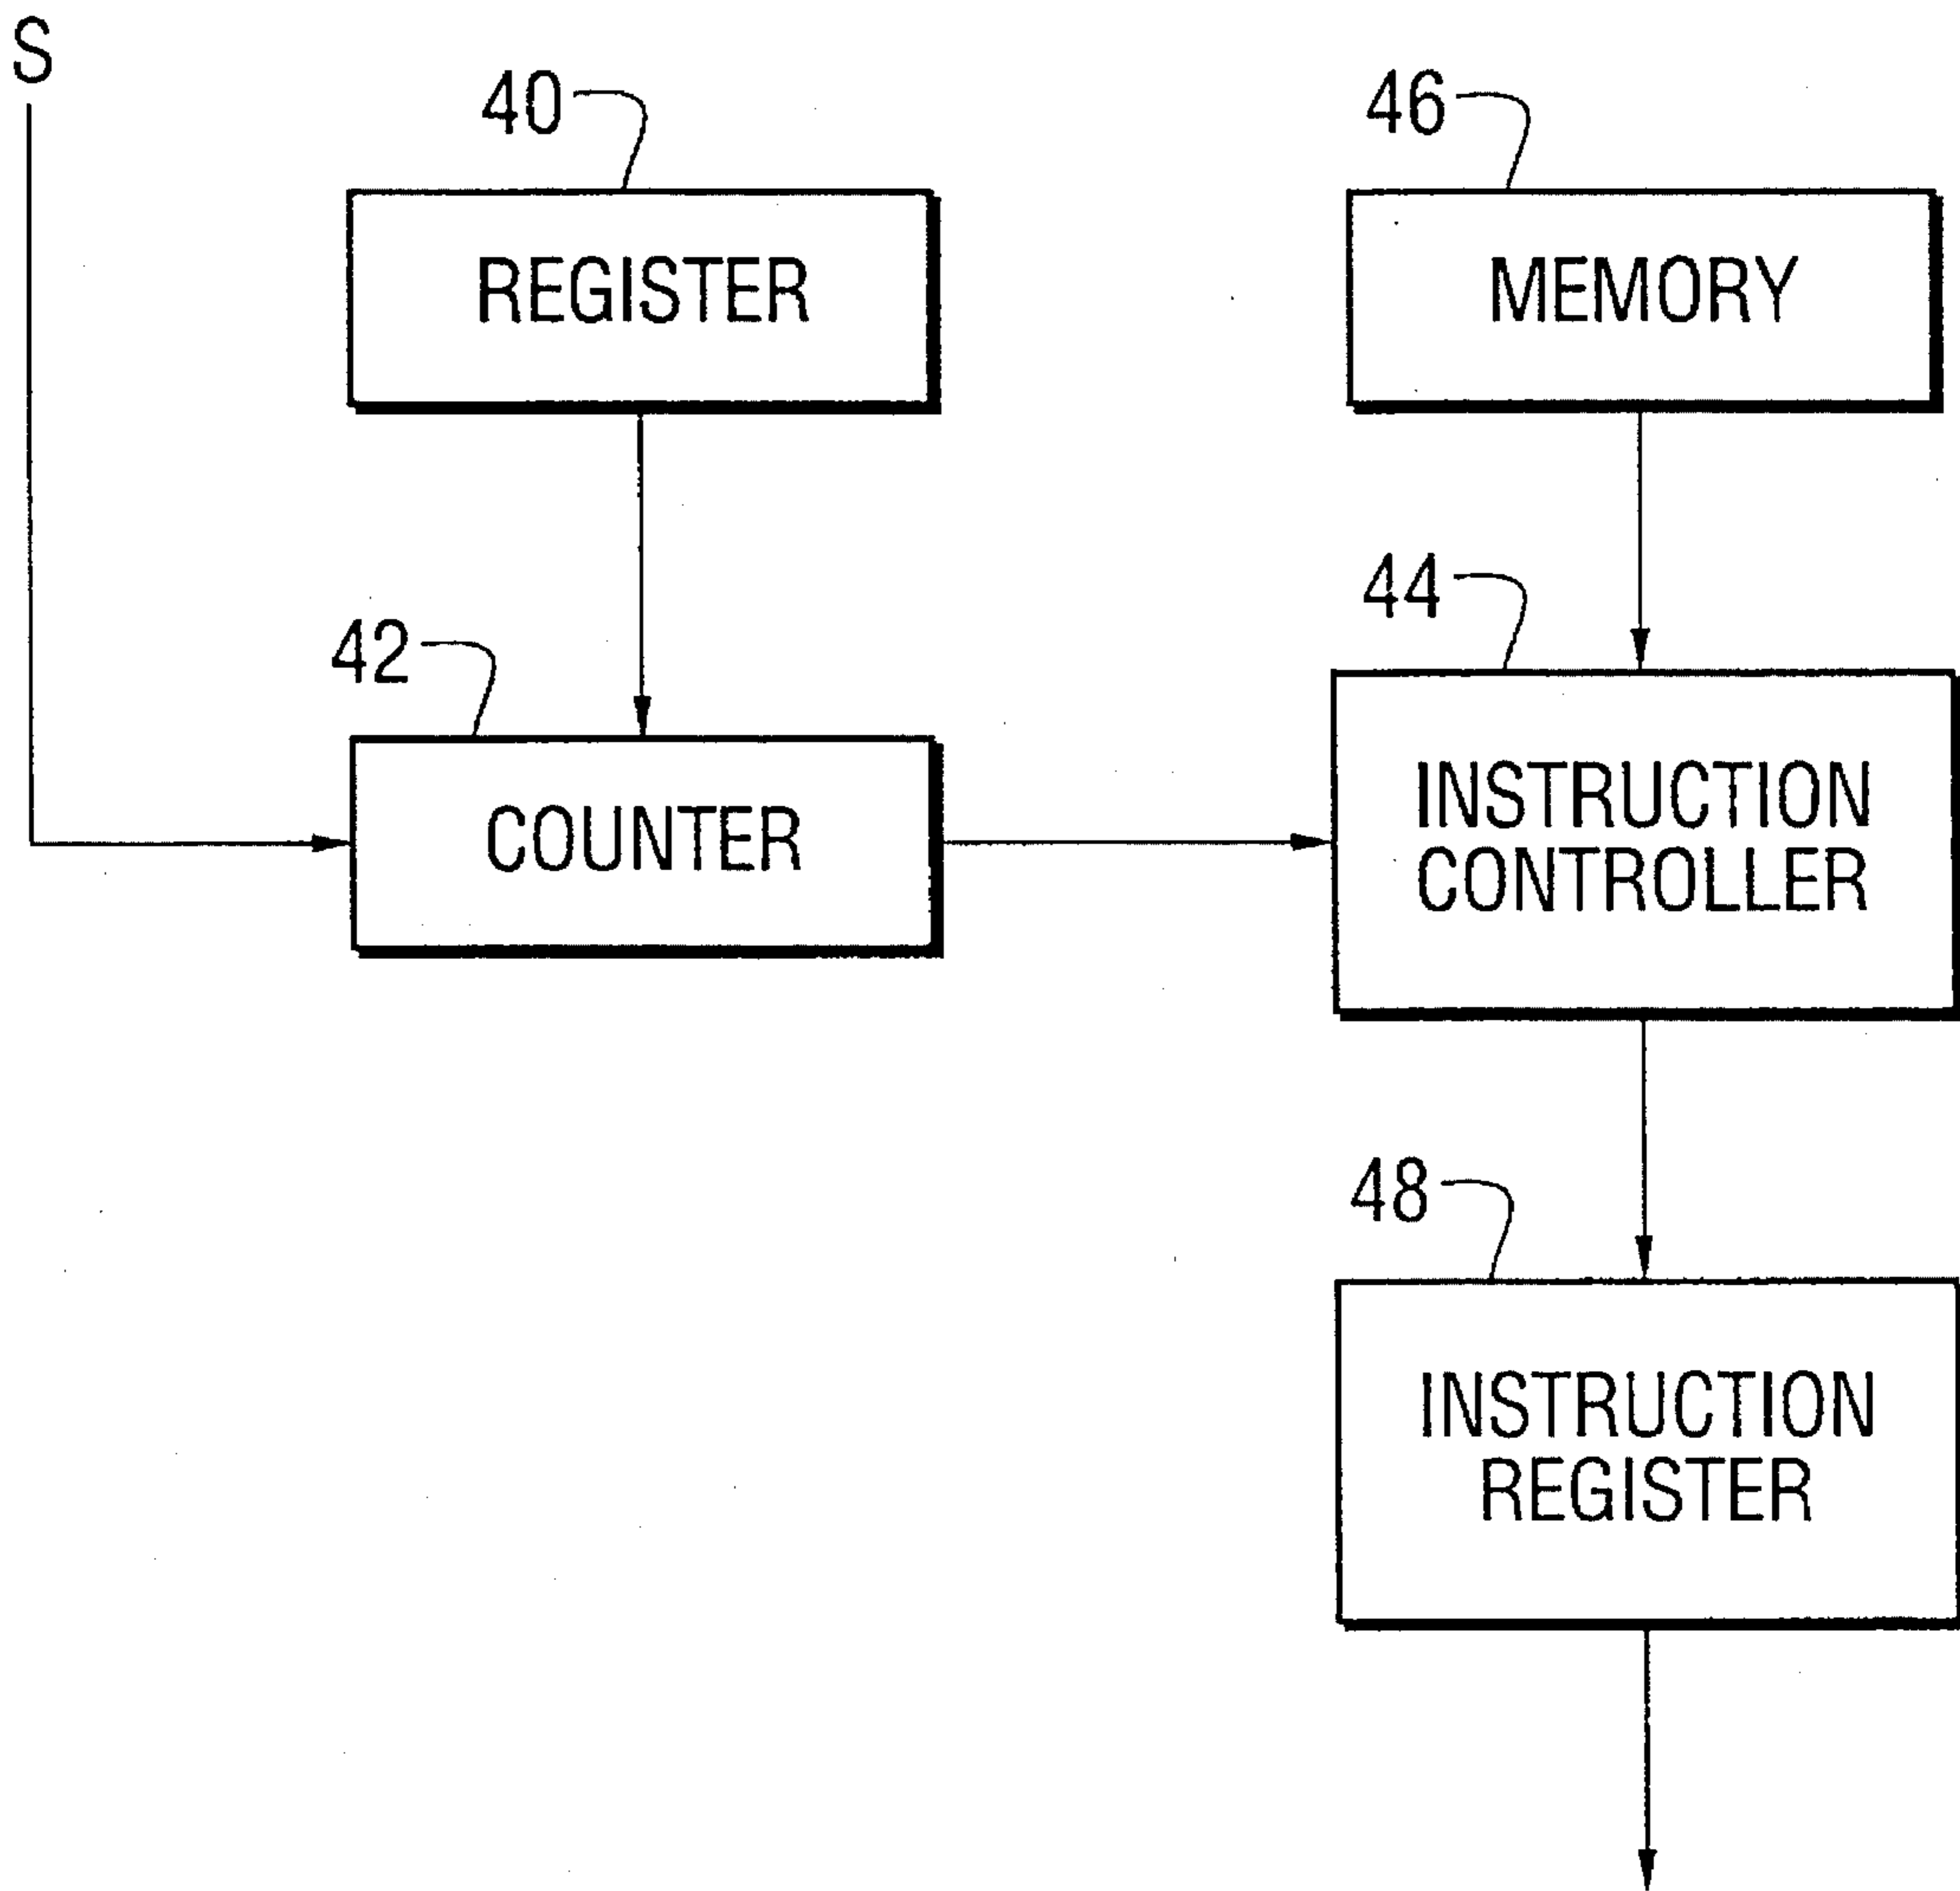 S
40
46
REGISTER
MEMORY
42
44
COUNTER
INSTRUCTION
CONTROLLER
48
INSTRUCTION
REGISTER